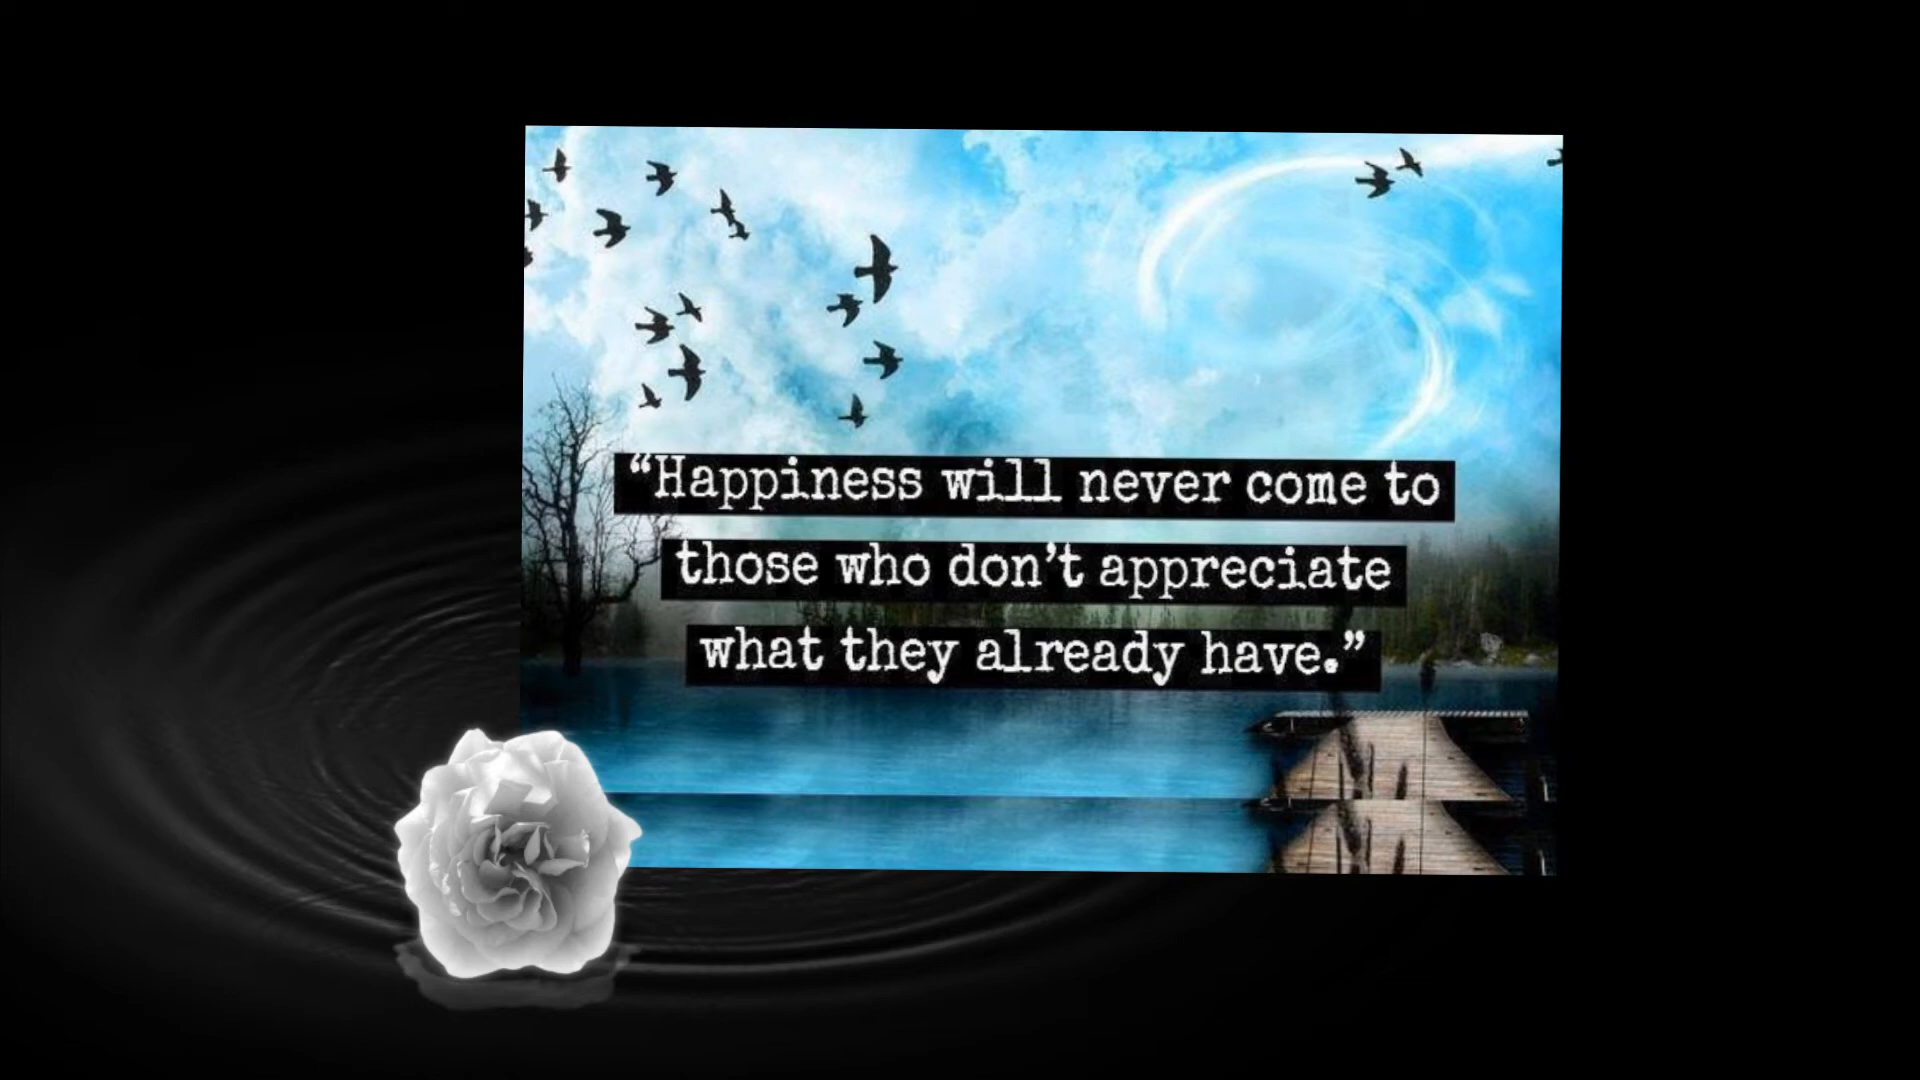 “Happiness will never come to
those who don’t appreciate
what they already have.”